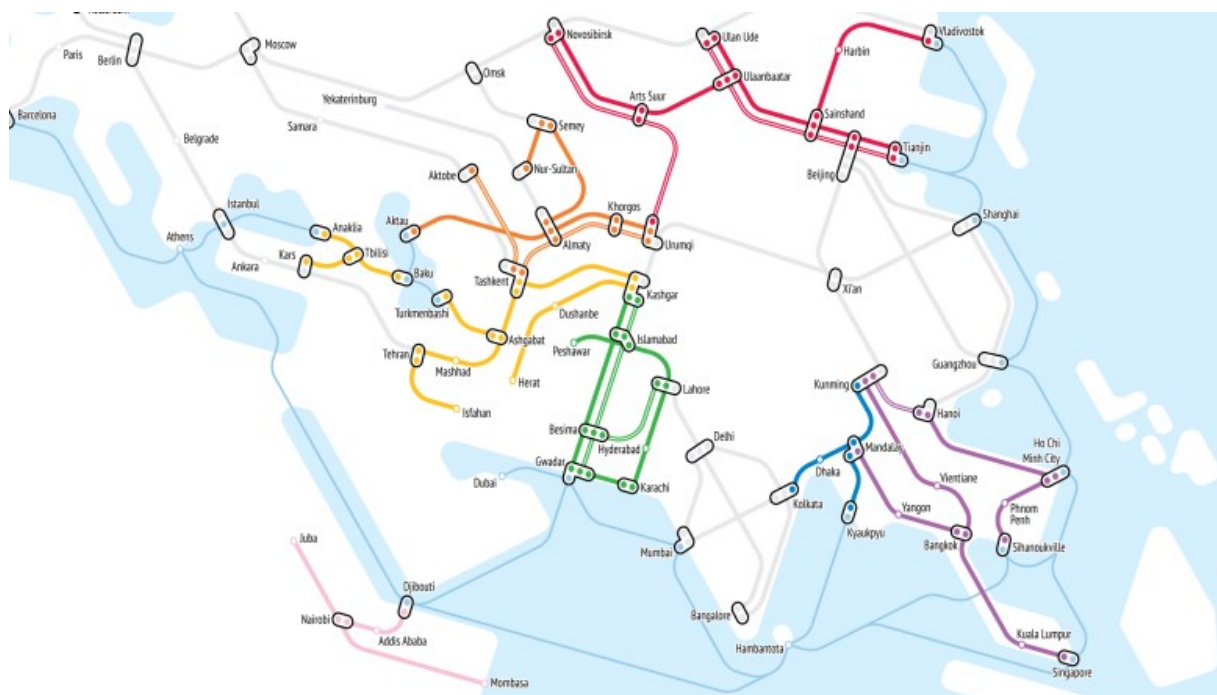 Paris
Berlin
Moscow
Omsk
Novosibirsk
Ulan Ude
Vladivostok
Harbin
Ulaanbaatar
Arts Suur
Yekaterinburg
Samara
Barcelona
Belgrade
Semey
Sainshand
Tianjin
Beijing
Nur-Sultan
Aktobe
Istanbul
Anaklia
Aktau
Khorgos
Shanghai
Athens
Tbilisi
Almaty
Urumqi
Kars
Ankara
Baku
Tashkent
Kashgar
Xi'an
Turkmenbashi
Dushanbe
Ashgabat
Islamabad
Peshawar
Tehran
Mashhad
Herat
Guangzhou
Lahore
Kunming
Isfahan
Hanoi
Besima
Delhi
Ho Chi
Minh City
Hyderabad
Mandalay
Gwadar
Dhaka
Dubai
Karachi
Vientiane
Kolkata
Yangon
Phnom
Penh
Kyaukpyu
Juba
Mumbai
Bangkok
Sihanoukville
Djibouti
Nairobi
Bangalore
Addis Ababa
Kuala Lumpur
Hambantota
Singapore
Mombasa